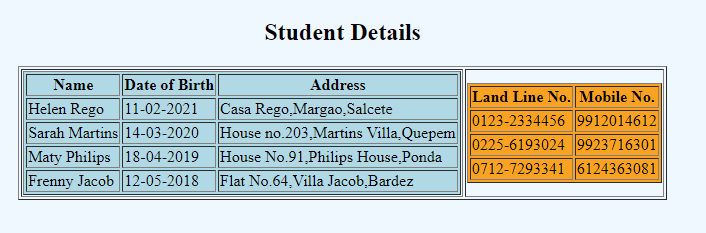 Student Details
Name Date of Birth Address
Helen Rego 11-02-2021 Casa Rego,Margao,Salcete
Sarah Martins 14-03-2020 House no.203,Martins Villa,Quepem
Maty Philips 18-04-2019 House No.91,Philips House,Ponda
Frenny Jacob 12-05-2018 Flat No.64,Villa Jacob,Bardez
Land Line No. Mobile No.
0123-2334456 9912014612
0225-6193024 9923716301
0712-7293341 6124363081